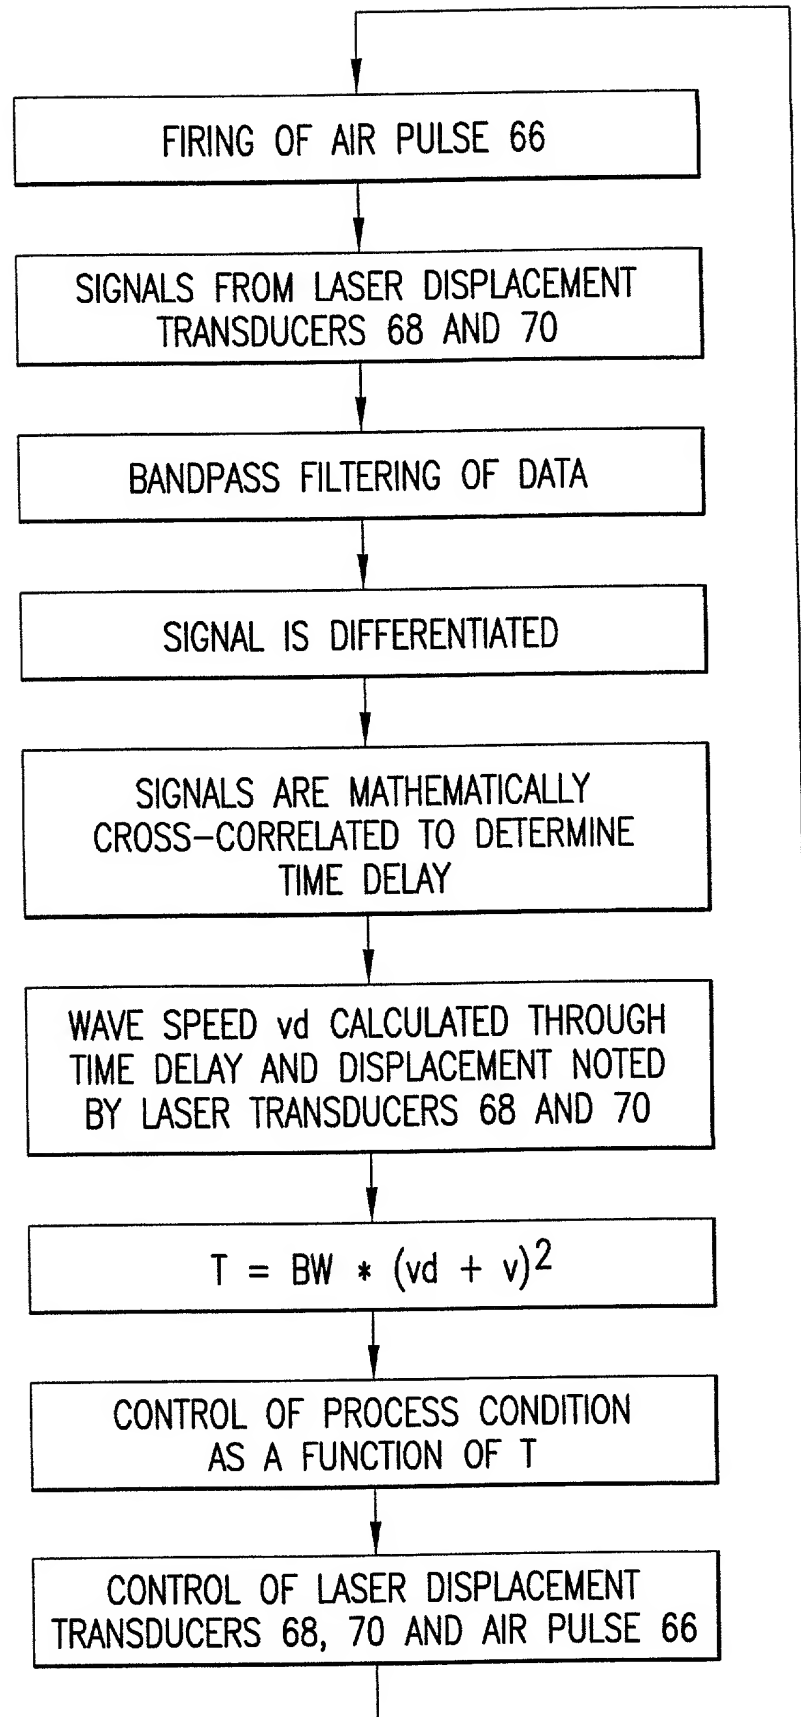 FIRING OF AIR PULSE 66
SIGNALS FROM LASER DISPLACEMENT
TRANSDUCERS 68 AND 70
BANDPASS FILTERING OF DATA
SIGNAL IS DIFFERENTIATED
SIGNALS ARE MATHEMATICALLY
CROSS-CORRELATED TO DETERMINE
TIME DELAY
WAVE SPEED vd CALCULATED THROUGH
TIME DELAY AND DISPLACEMENT NOTED
BY LASER TRANSDUCERS 68 AND 70
T = BW * (vd + v)²
CONTROL OF PROCESS CONDITION
AS A FUNCTION OF T
CONTROL OF LASER DISPLACEMENT
TRANSDUCERS 68, 70 AND AIR PULSE 66